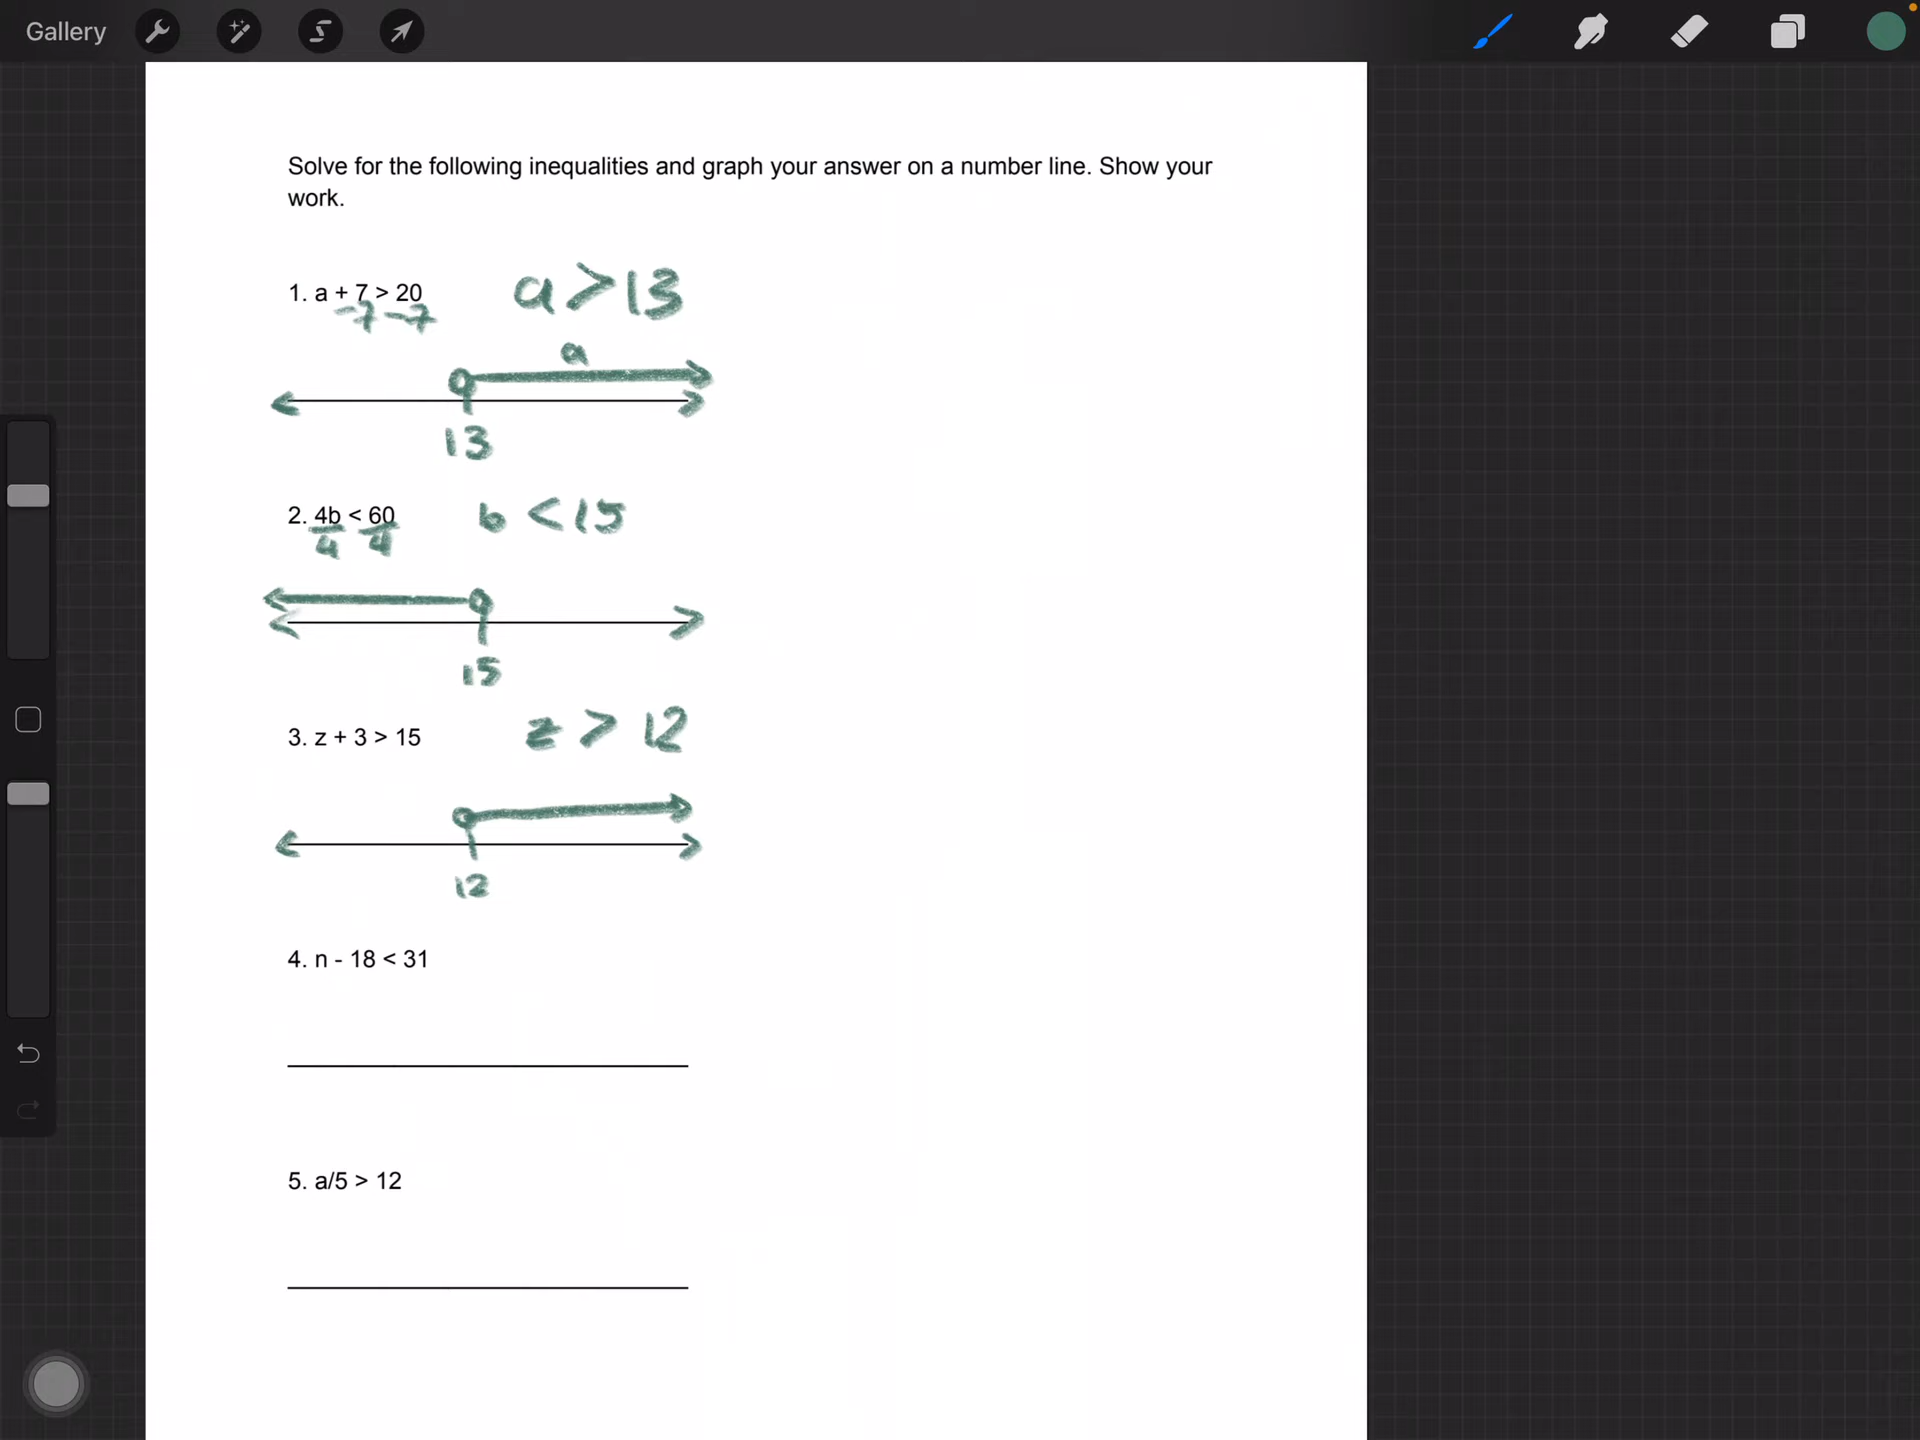 Gallery
Solve for the following inequalities and graph your answer on a number line. Show your
work.
1. a + 7 > 20 a > 13
-7 -7
a
13
2. 4b < 60 b < 15
4 4
15
3. z + 3 > 15 z > 12
12
4. n - 18 < 31
5. a/5 > 12